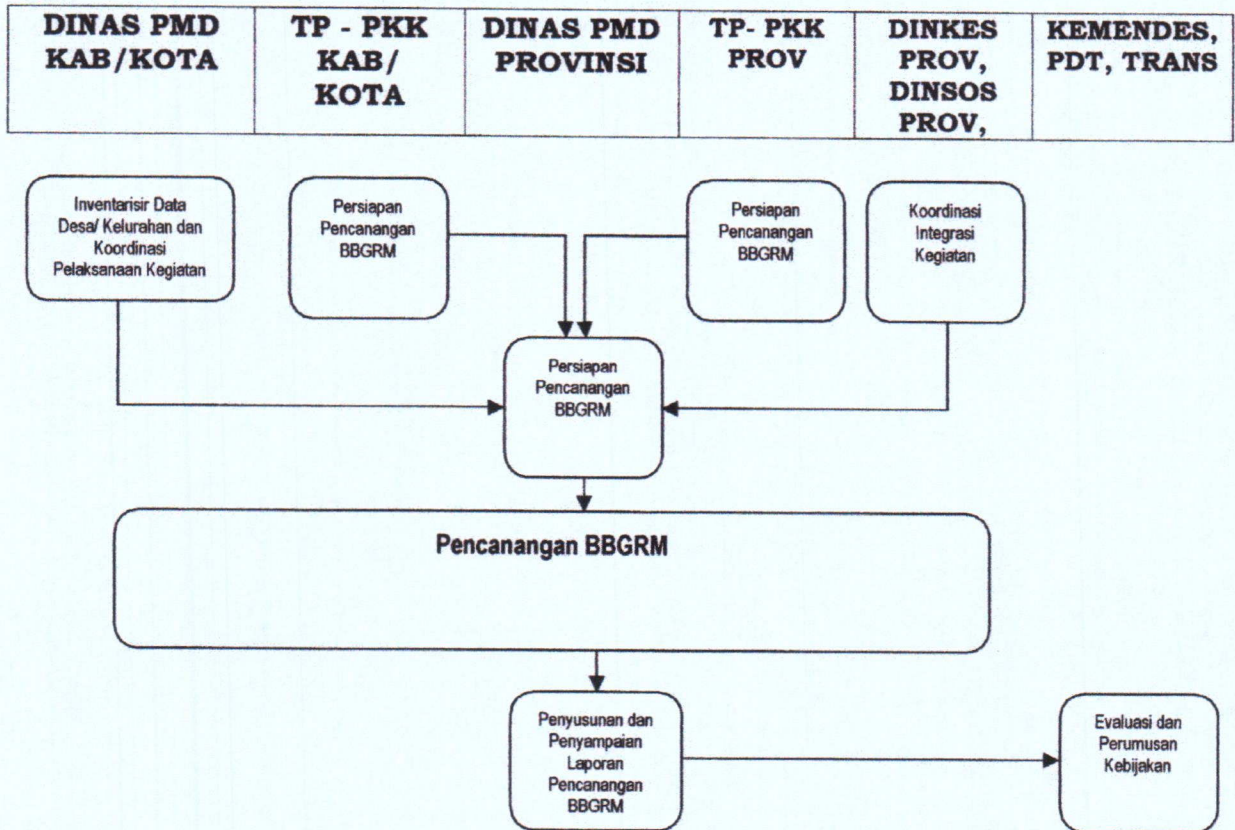 DINAS PMD
KAB/KOTA
TP - PKK
KAB/
KOTA
DINAS PMD
PROVINSI
TP- PKK
PROV
DINKES
PROV,
DINSOS
PROV,
KEMENDES,
PDT, TRANS
Inventarisir Data
Desa/ Kelurahan dan
Koordinasi
Pelaksanaan Kegiatan
Persiapan
Pencanangan
BBGRM
Persiapan
Pencanangan
BBGRM
Koordinasi
Integrasi
Kegiatan
Persiapan
Pencanangan
BBGRM
Pencanangan BBGRM
Penyusunan dan
Penyampaian
Laporan
Pencanangan
BBGRM
Evaluasi dan
Perumusan
Kebijakan